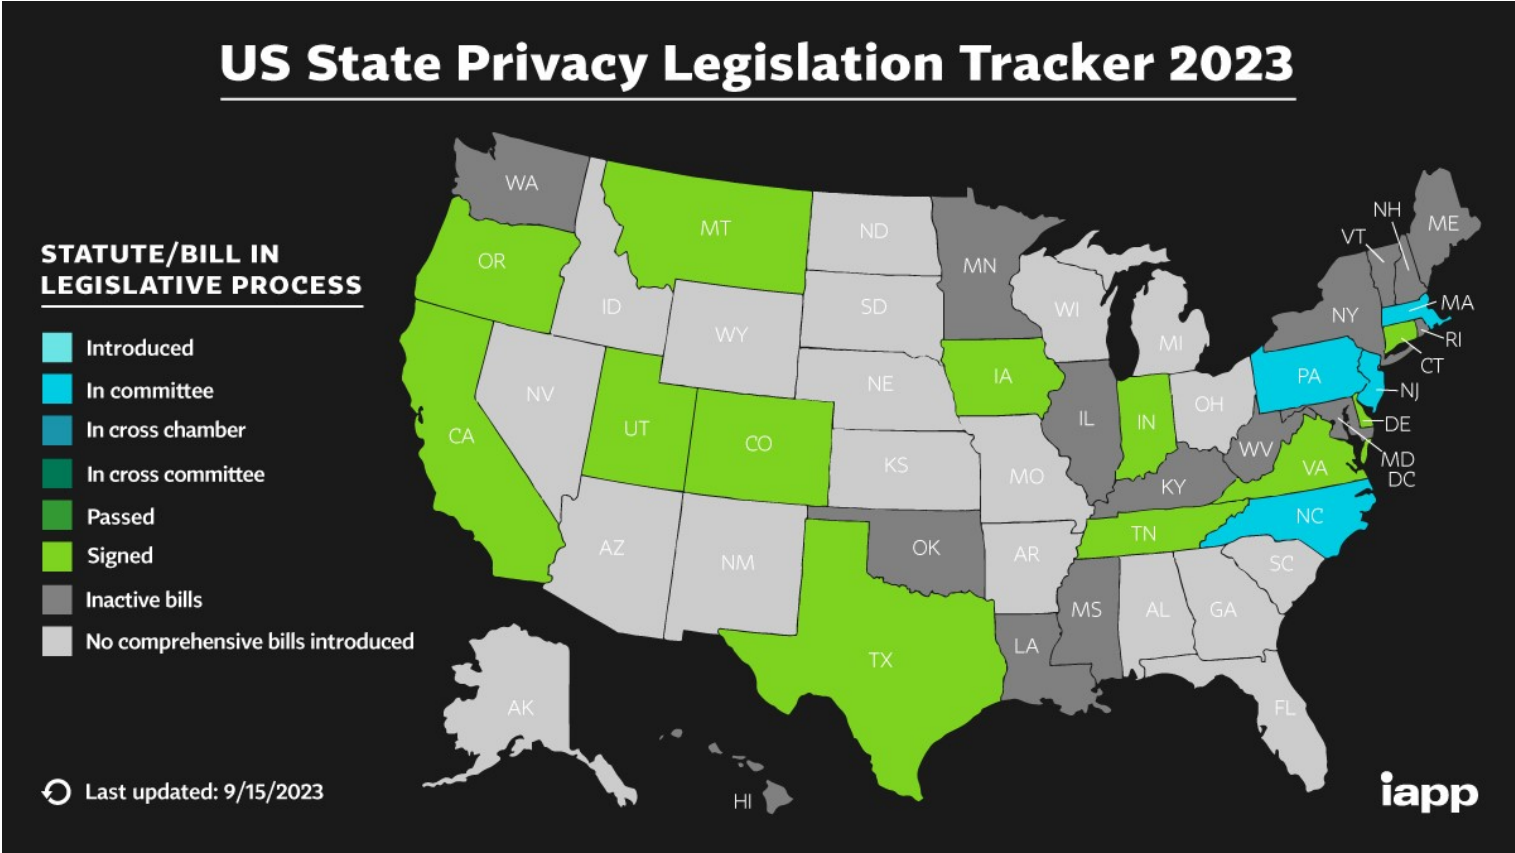 US State Privacy Legislation Tracker 2023
STATUTE/BILL IN
LEGISLATIVE PROCESS
Introduced
In committee
In cross chamber
In cross committee
Passed
Signed
Inactive bills
No comprehensive bills introduced
Last updated: 9/15/2023
WA
OR
CA
NV
ID
MT
WY
UT
CO
AZ
NM
ND
SD
NE
KS
OK
TX
MN
IA
MO
AR
LA
WI
IL
MI
IN
OH
KY
TN
MS
AL
GA
FL
SC
NC
VA
WV
PA
NY
VT
NH
ME
MA
RI
CT
NJ
DE
MD
DC
AK
HI
iapp